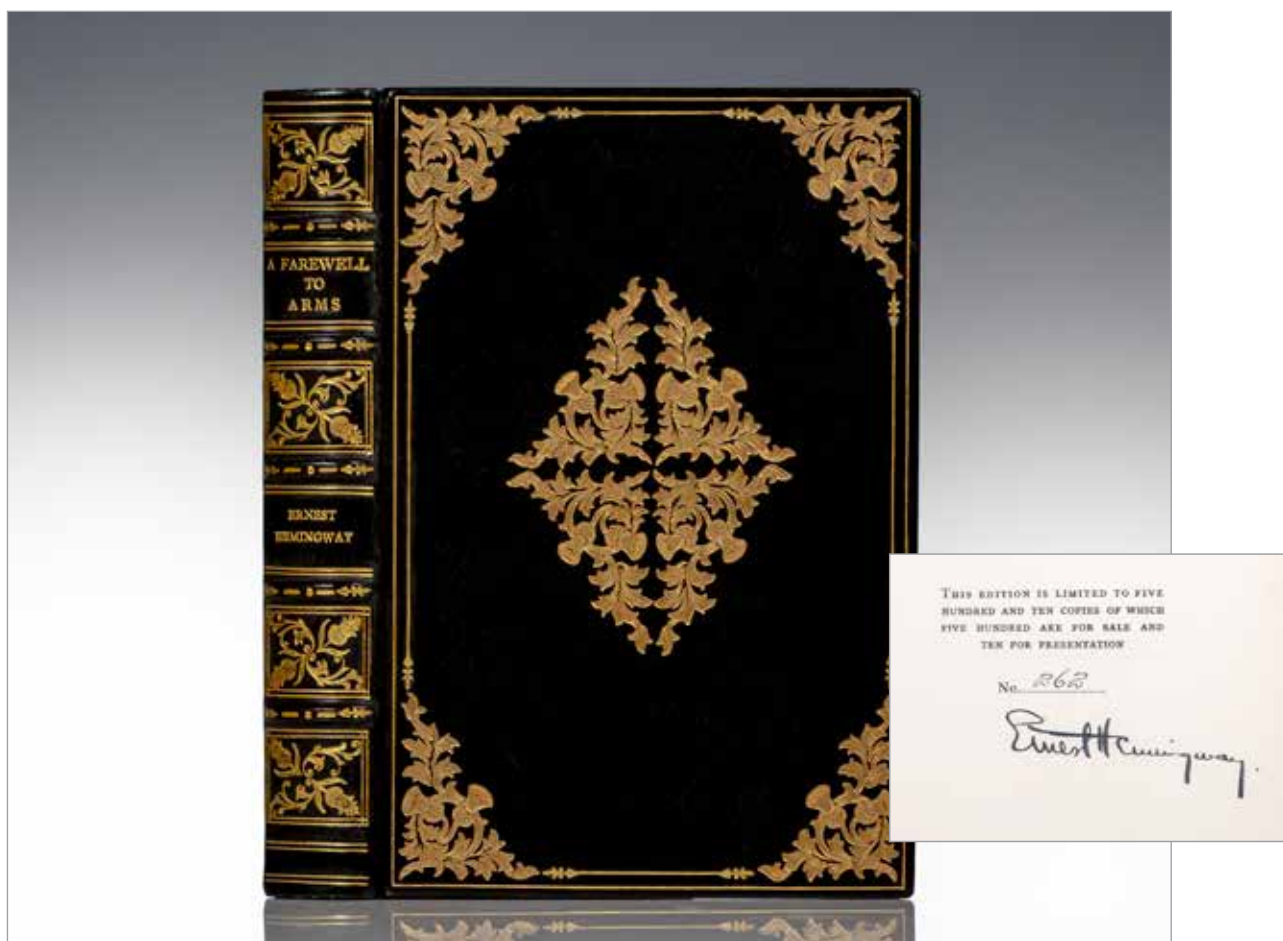 A FAREWELL
TO
ARMS
ERNEST
HEMINGWAY
THIS EDITION IS LIMITED TO FIVE
HUNDRED AND TEN COPIES OF WHICH
FIVE HUNDRED ARE FOR SALE AND
TEN FOR PRESENTATION
No. 262
Ernest Hemingway.